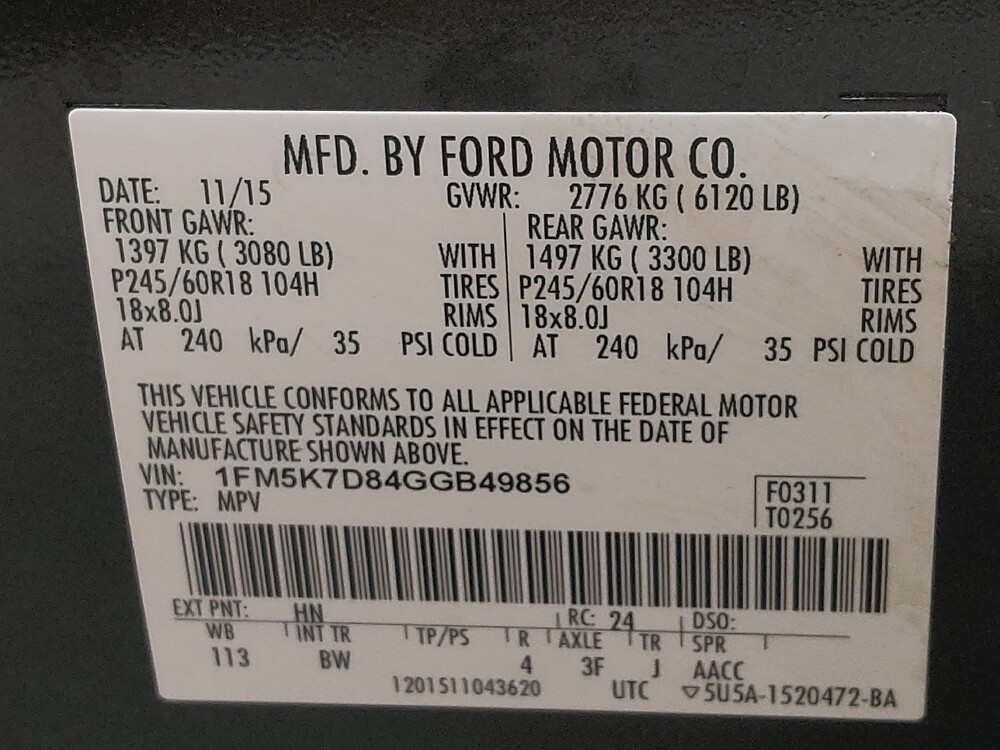 MFD. BY FORD MOTOR CO.
DATE: 11/15 GVWR: 2776 KG ( 6120 LB)
FRONT GAWR: REAR GAWR:
1397 KG ( 3080 LB) WITH 1497 KG ( 3300 LB) WITH
P245/60R18 104H TIRES P245/60R18 104H TIRES
18x8.0J RIMS 18x8.0J RIMS
AT 240 kPa/ 35 PSI COLD AT 240 kPa/ 35 PSI COLD
THIS VEHICLE CONFORMS TO ALL APPLICABLE FEDERAL MOTOR
VEHICLE SAFETY STANDARDS IN EFFECT ON THE DATE OF
MANUFACTURE SHOWN ABOVE.
VIN: 1FM5K7D84GGB49856
TYPE: MPV
F0311
T0256
EXT PNT: HN RC: 24 DSO:
WB INT TR TP/PS R AXLE TR SPR
113 BW 4 3F J AACC
1201511043620 UTC ▽5U5A-1520472-BA